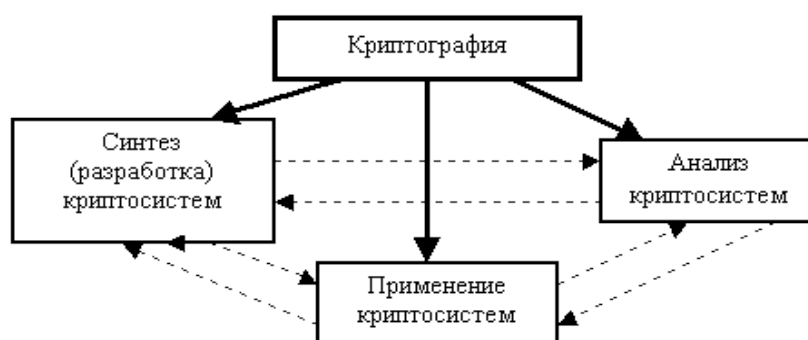 Криптография
Синтез
(разработка)
криптосистем
Анализ
криптосистем
Применение
криптосистем